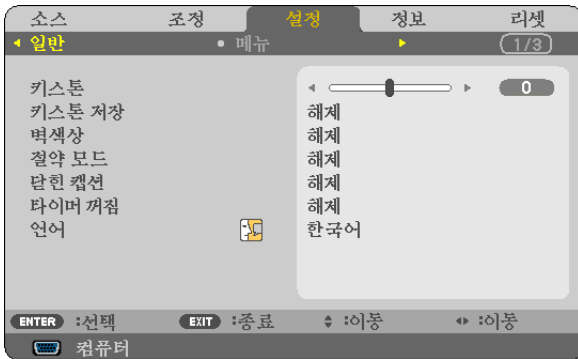 소스 조정 설정 정보 리셋
일반 메뉴 1/3
키스톤 0
키스톤 저장 해제
벽색상 해제
절약 모드 해제
닫힌 캡션 해제
타이머 꺼짐 해제
언어 한국어
ENTER :선택 EXIT :종료 :이동 :이동
컴퓨터